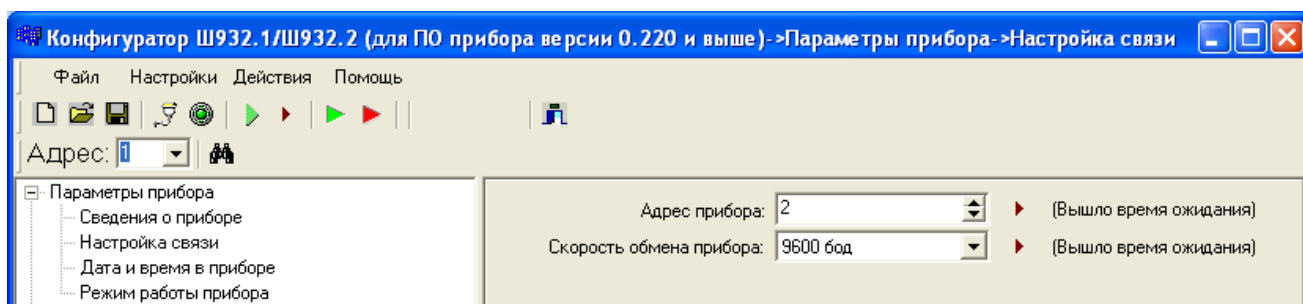 Конфигуратор Ш932.1/Ш932.2 (для ПО прибора версии 0.220 и выше)->Параметры прибора->Настройка связи
Файл Настройки Действия Помощь
Адрес: 1
Параметры прибора
Сведения о приборе
Настройка связи
Дата и время в приборе
Режим работы прибора
Адрес прибора: 2 (Вышло время ожидания)
Скорость обмена прибора: 9600 бод (Вышло время ожидания)